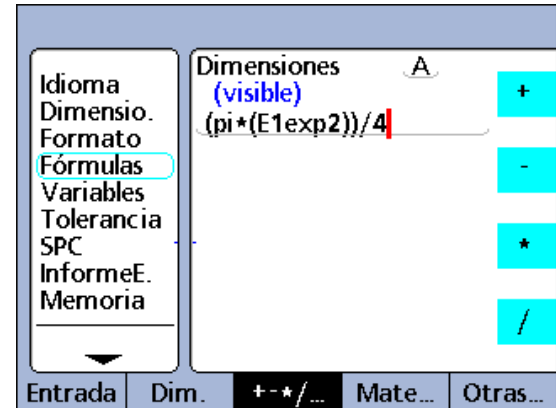 Idioma
Dimensio.
Formato
Fórmulas
Variables
Tolerancia
SPC
InformeE.
Memoria
Dimensiones A
(visible)
(pi*(E1exp2))/4
+
-
*
/
Entrada Dim. +-*/... Mate... Otras...